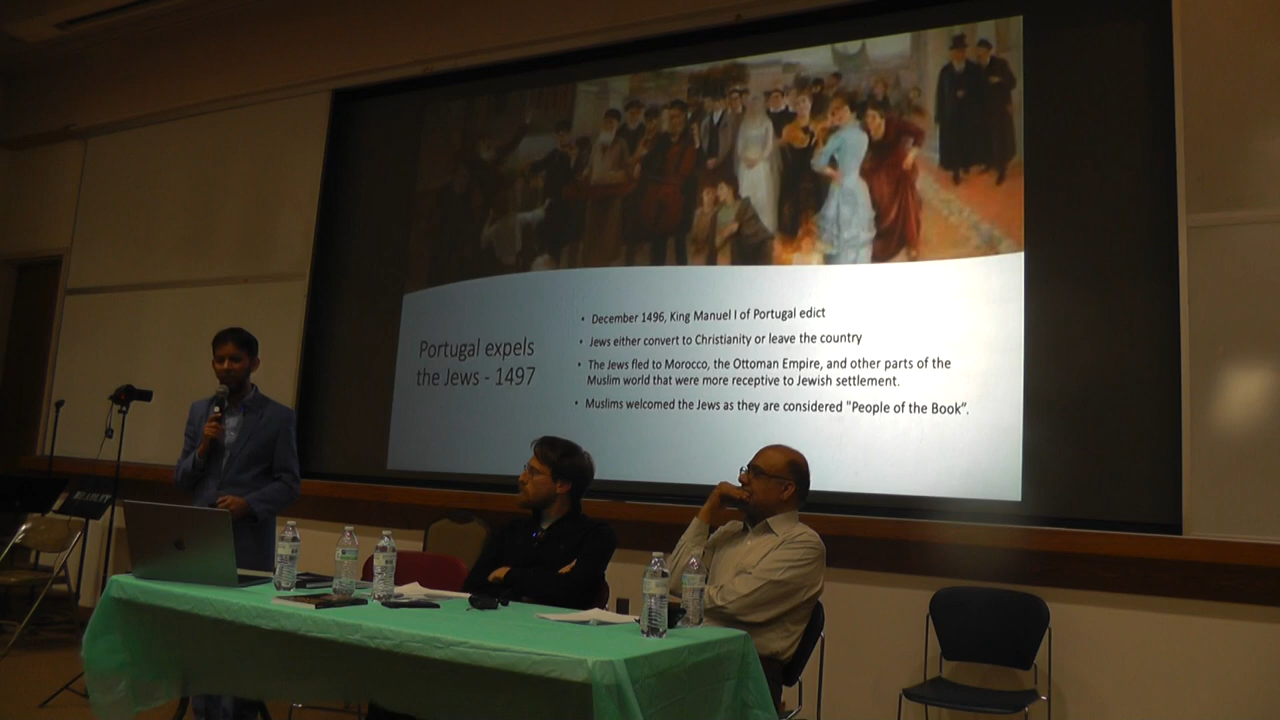 Portugal expels
the Jews - 1497
• December 1496, King Manuel I of Portugal edict
• Jews either convert to Christianity or leave the country
• The Jews fled to Morocco, the Ottoman Empire, and other parts of the
Muslim world that were more receptive to Jewish settlement.
• Muslims welcomed the Jews as they are considered "People of the Book”.